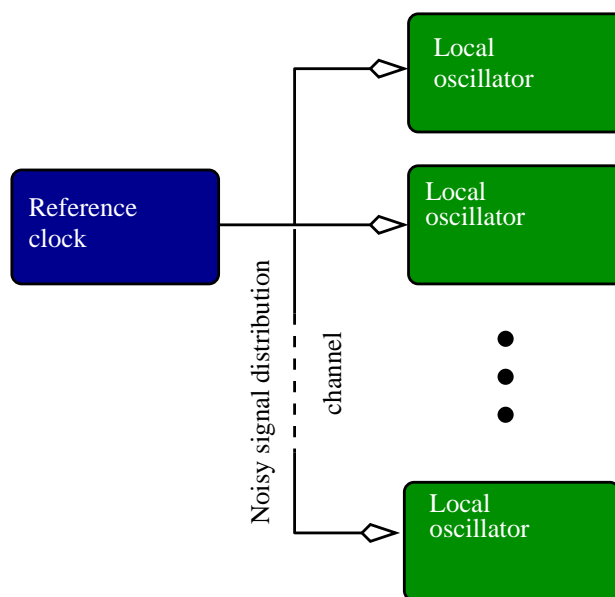 Local
oscillator
Reference
clock
Local
oscillator
Noisy signal distribution
channel
Local
oscillator